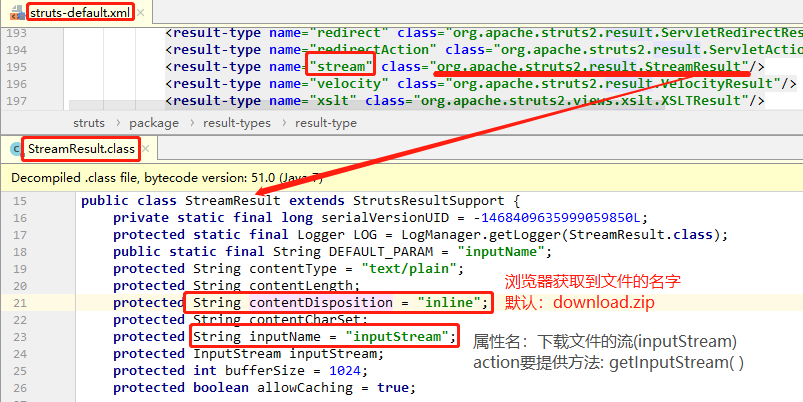 struts-default.xml
193 <result-type name="redirect" class="org.apache.struts2.result.ServletRedirectRes
194 <result-type name="redirectAction" class="org.apache.struts2.result.ServletActio
195 <result-type name="stream" class="org.apache.struts2.result.StreamResult"/>
196 <result-type name="velocity" class="org.apache.struts2.result.VelocityResult"/>
197 <result-type name="xslt" class="org.apache.struts2.views.xslt.XSLTResult"/>
struts › package › result-types › result-type
StreamResult.class
Decompiled .class file, bytecode version: 51.0 (Java 7)
15 public class StreamResult extends StrutsResultSupport {
16 private static final long serialVersionUID = -1468409635999059850L;
17 protected static final Logger LOG = LogManager.getLogger(StreamResult.class);
18 public static final String DEFAULT_PARAM = "inputName";
19 protected String contentType = "text/plain";
20 protected String contentLength;
浏览器获取到文件的名字
21 protected String contentDisposition = "inline";
默认：download.zip
22 protected String contentCharSet;
23 protected String inputName = "inputStream";
属性名：下载文件的流(inputStream)
24 protected InputStream inputStream;
action要提供方法: getInputStream( )
25 protected int bufferSize = 1024;
26 protected boolean allowCaching = true;